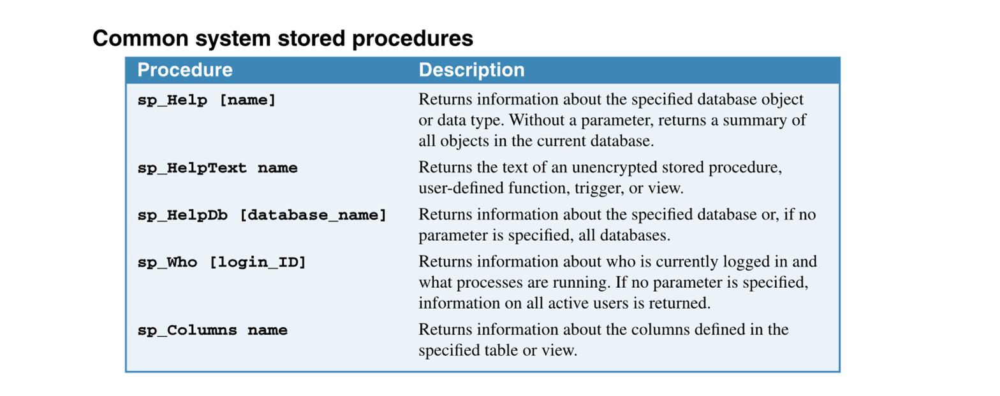 Common system stored procedures
Procedure Description
sp_Help [name] Returns information about the specified database object
or data type. Without a parameter, returns a summary of
all objects in the current database.
sp_HelpText name Returns the text of an unencrypted stored procedure,
user-defined function, trigger, or view.
sp_HelpDb [database_name] Returns information about the specified database or, if no
parameter is specified, all databases.
sp_Who [login_ID] Returns information about who is currently logged in and
what processes are running. If no parameter is specified,
information on all active users is returned.
sp_Columns name Returns information about the columns defined in the
specified table or view.